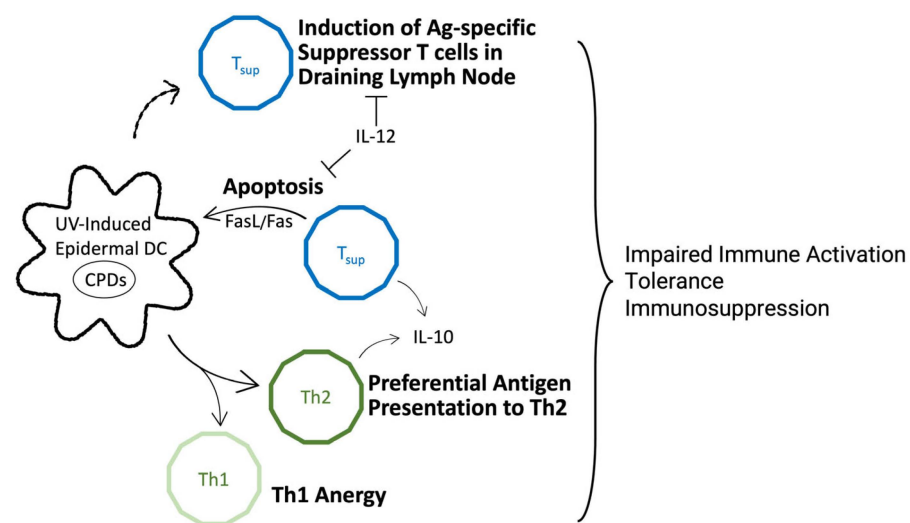 Induction of Ag-specific
Suppressor T cells in
Draining Lymph Node
Tsup
IL-12
Apoptosis
FasL/Fas
Tsup
UV-Induced
Epidermal DC
CPDs
IL-10
Th2
Preferential Antigen
Presentation to Th2
Th1
Th1 Anergy
Impaired Immune Activation
Tolerance
Immunosuppression